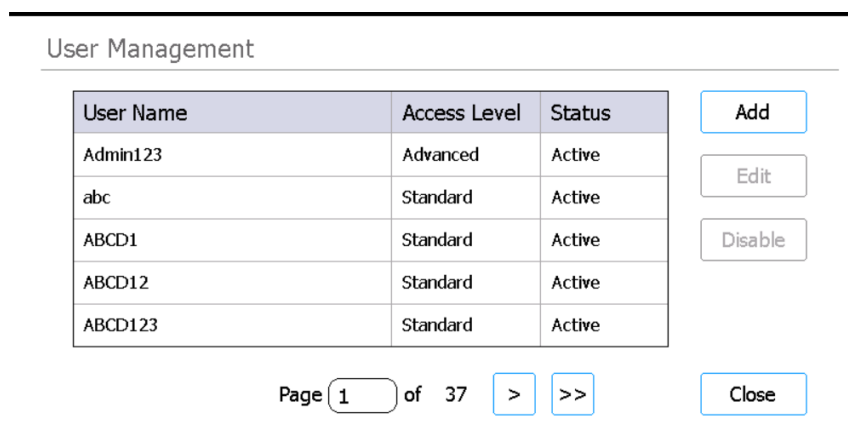 User Management
User Name Access Level Status
Add
Admin123 Advanced Active
Edit
abc Standard Active
ABCD1 Standard Active
Disable
ABCD12 Standard Active
ABCD123 Standard Active
Page 1 of 37 > >> Close